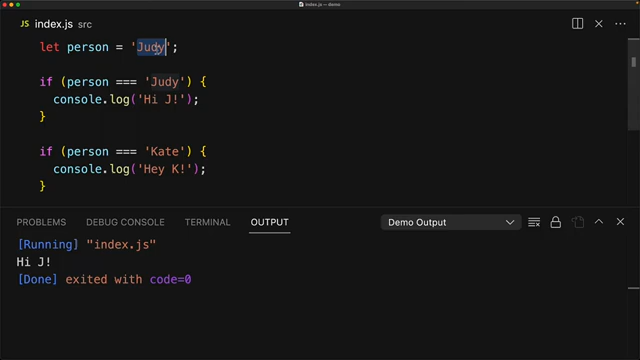 index.js — demo
JS index.js src
let person = 'Judy';
if (person === 'Judy') {
console.log('Hi J!');
}
if (person === 'Kate') {
console.log('Hey K!');
}
PROBLEMS DEBUG CONSOLE TERMINAL OUTPUT Demo Output
[Running] "index.js"
Hi J!
[Done] exited with code=0